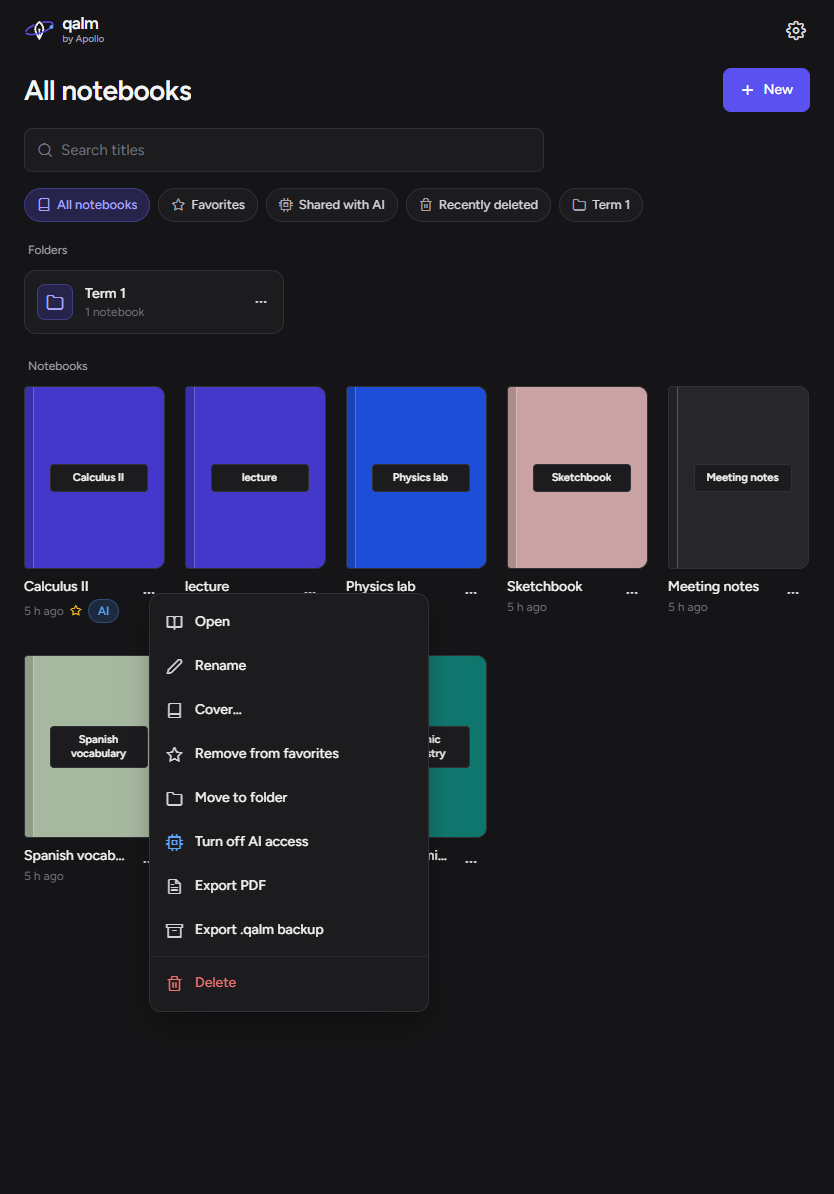 qalm
by Apollo
All notebooks
New
Search titles
All notebooks
Favorites
Shared with AI
Recently deleted
Term 1
Folders
Term 1
1 notebook
Notebooks
Calculus II
lecture
Physics lab
Sketchbook
Meeting notes
Calculus II
lecture
Physics lab
Sketchbook
Meeting notes
5 h ago
AI
5 h ago
5 h ago
Open
Rename
Cover...
Remove from favorites
Move to folder
Turn off AI access
Export PDF
Export .qalm backup
Delete
Spanish
vocabulary
nic
stry
Spanish vocab...
mi...
5 h ago